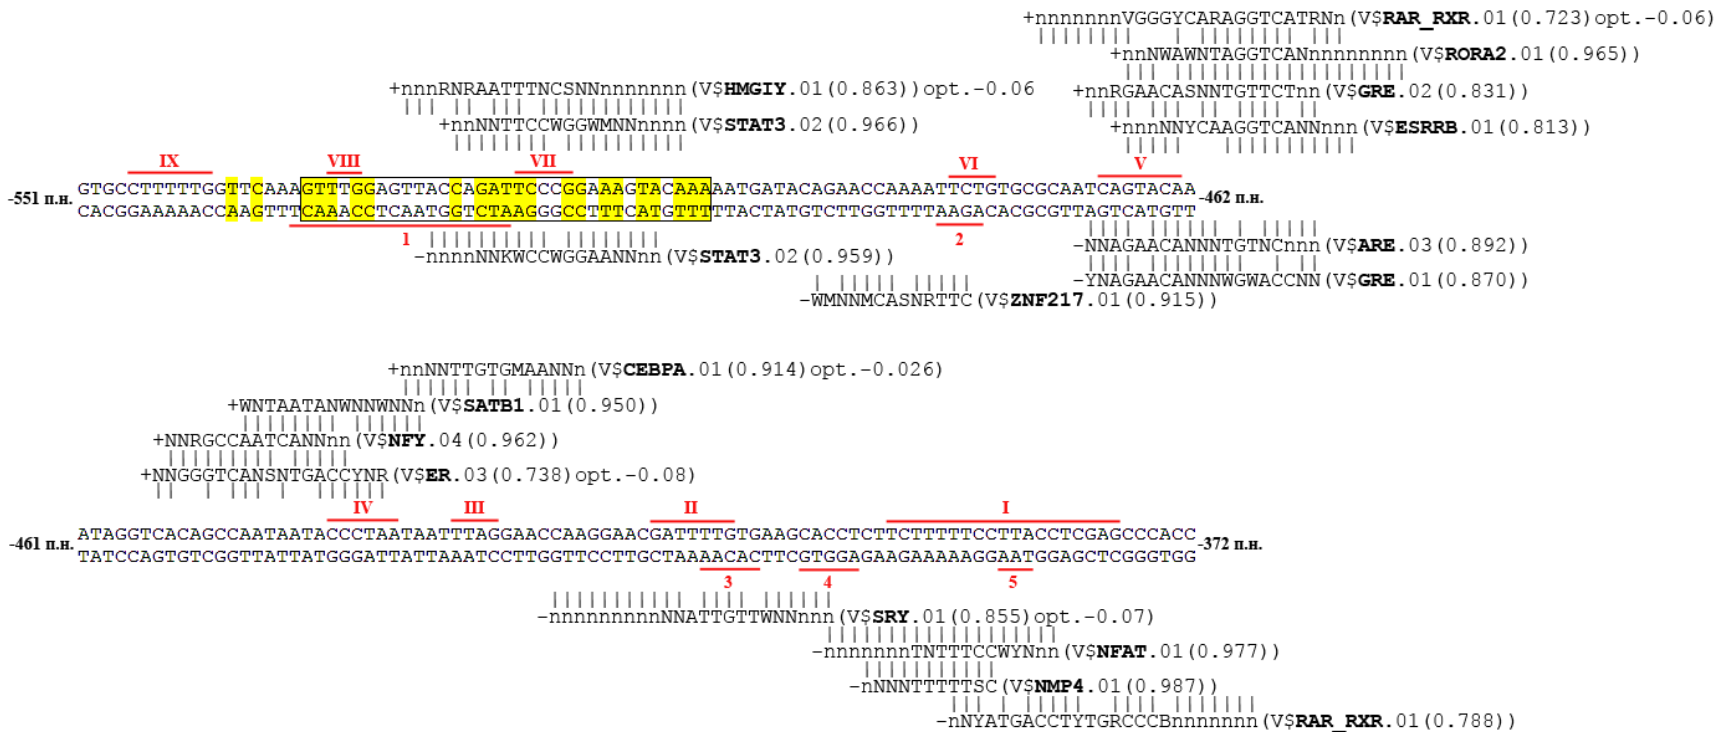 +nnnnnnnVGGGYCARAGGTCATRNn(V$RAR_RXR.01(0.723)opt.-0.06)
+nnNWAWNTAGGTCANnnnnnnnn(V$RORA2.01(0.965))
+nnnRNRAATTTNCSNNnnnnnnn(V$HMGIY.01(0.863))opt.-0.06
+nnRGAACASNNTGTTCTnn(V$GRE.02(0.831))
+nnNNTTCCWGGWMNNnnnn(V$STAT3.02(0.966))
+nnnNNYCAAGGTCANNnnn(V$ESRRB.01(0.813))
IX VIII VII VI V
-551 п.н. GTGCCTTTTTGGTTCAAAGTTTGGAGTTACCAGATTCCCGGAAAGTACAAAAATGATACAGAACCAAAATTCTGTGCGCAATCAGTACAA -462 п.н.
CACGGAAAAACCAAGTTTCAAACCTCAATGGTCTAAGGGCCTTTCATGTTTTTACTATGTCTTGGTTTTAAGACACGCGTTAGTCATGTT
1 2
-NNAGAACANNNTGTNCnnn(V$ARE.03(0.892))
-nnnnNNKWCCWGGAANNnn(V$STAT3.02(0.959))
-YNAGAACANNNWGWACCNN(V$GRE.01(0.870))
-WMNNMCASNRTTC(V$ZNF217.01(0.915))
+nnNNTTGTGMAANNn(V$CEBPA.01(0.914)opt.-0.026)
+WNTAATANWNNWNNn(V$SATB1.01(0.950))
+NNRGCCAATCANNnn(V$NFY.04(0.962))
+NNGGGTCANSNTGACCYNR(V$ER.03(0.738)opt.-0.08)
IV III II I
-461 п.н. ATAGGTCACAGCCAATAATACCCTAATAATTTAGGAACCAAGGAACGATTTTGTGAAGCACCTCTTCTTTTTCCTTACCTCGAGCCCACC -372 п.н.
TATCCAGTGTCGGTTATTATGGGATTATTAAATCCTTGGTTCCTTGCTAAAACACTTCGTGGAGAAGAAAAAGGAATGGAGCTCGGGTGG
3 4 5
-nnnnnnnnnNNATTGTTWNNnnn(V$SRY.01(0.855)opt.-0.07)
-nnnnnnnTNTTTCCWYNnn(V$NFAT.01(0.977))
-nNNNTTTTTSC(V$NMP4.01(0.987))
-nNYATGACCTYTGRCCCBnnnnnnn(V$RAR_RXR.01(0.788))